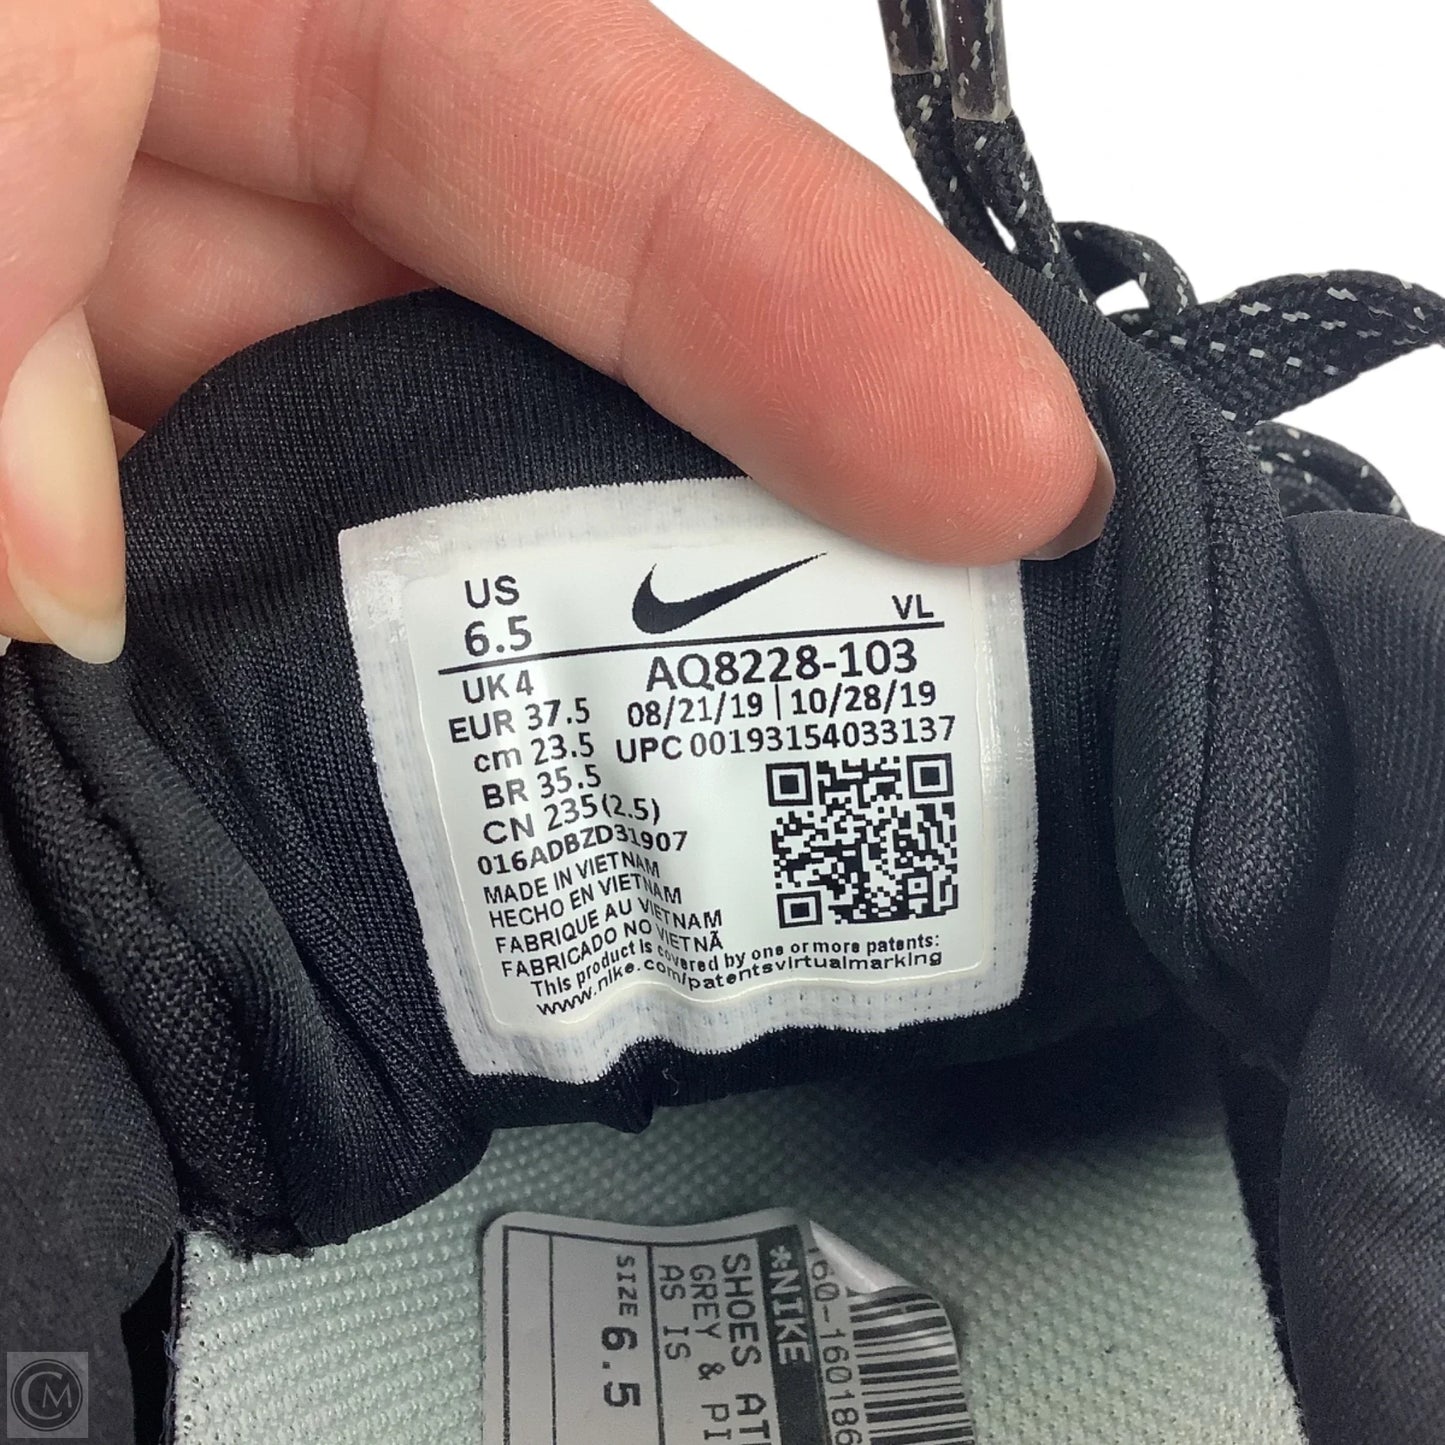 US
6.5
VL
UK 4
EUR 37.5
cm 23.5
BR 35.5
CN 235(2.5)
AQ8228-103
08/21/19 | 10/28/19
UPC 00193154033137
016ADBZD31907
MADE IN VIETNAM
HECHO EN VIETNAM
FABRIQUE AU VIETNAM
FABRICADO NO VIETNÃ
This product is covered by one or more patents:
www.nike.com/patentsvirtualmarking
*NIKE
SHOES
GREY &
AS IS
SIZE 6.5
CM